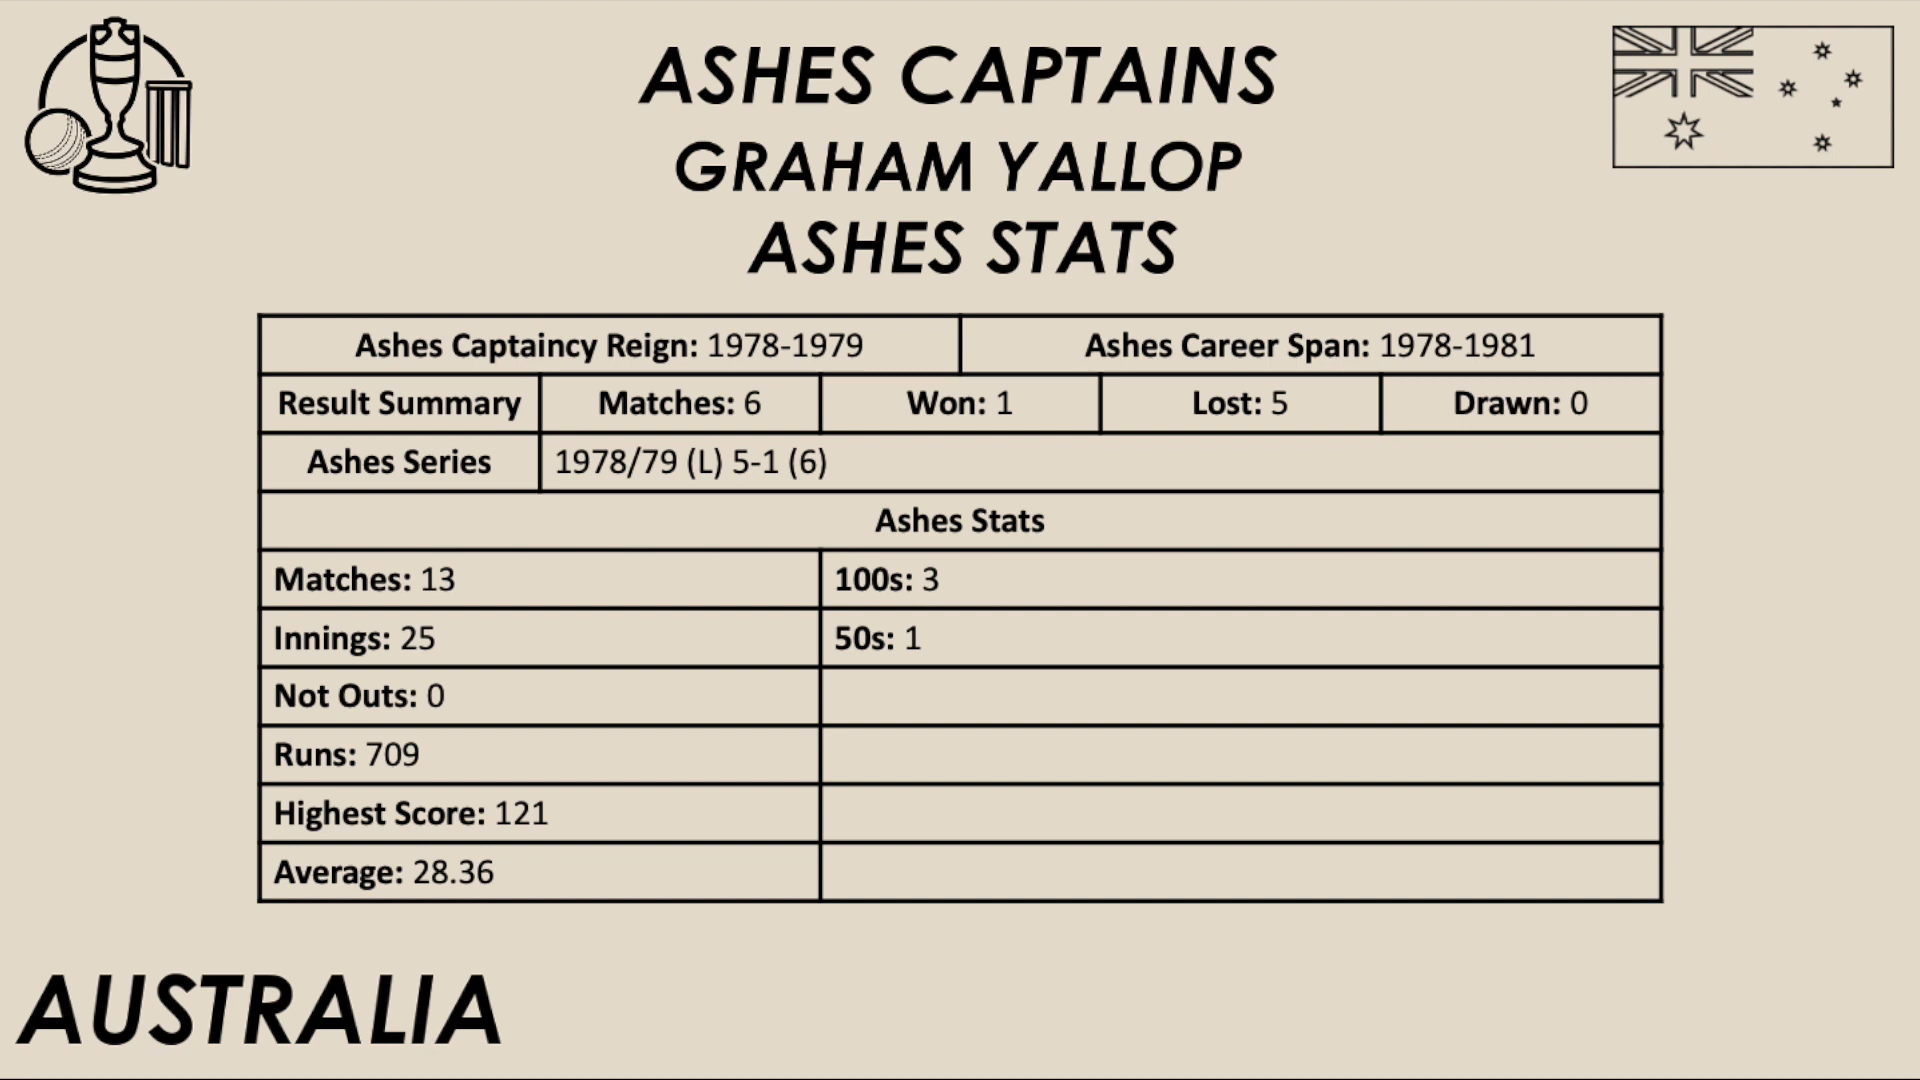 ASHES CAPTAINS
GRAHAM YALLOP
ASHES STATS
Ashes Captaincy Reign: 1978-1979 Ashes Career Span: 1978-1981
Result Summary Matches: 6 Won: 1 Lost: 5 Drawn: 0
Ashes Series 1978/79 (L) 5-1 (6)
Ashes Stats
Matches: 13 100s: 3
Innings: 25 50s: 1
Not Outs: 0
Runs: 709
Highest Score: 121
Average: 28.36
AUSTRALIA